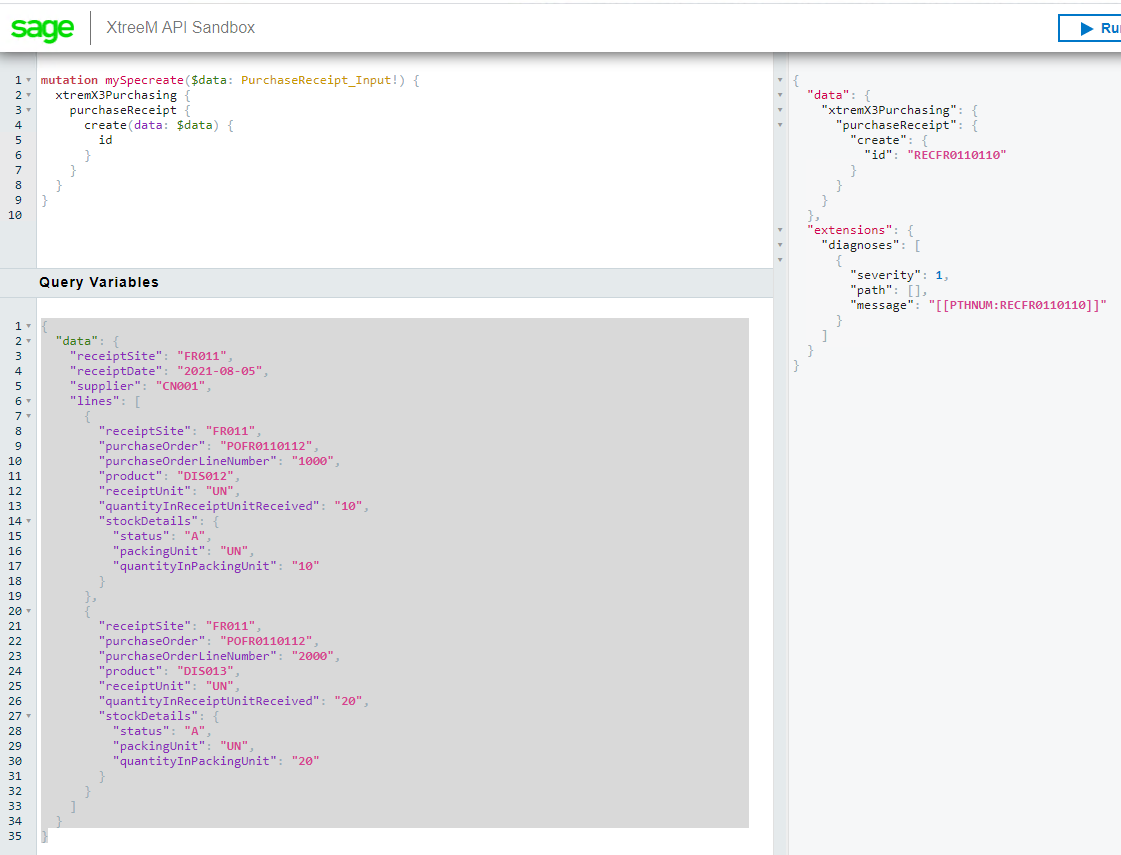 sage XtreeM API Sandbox
1 mutation mySpecreate($data: PurchaseReceipt_Input!) {
2 xtremX3Purchasing {
3 purchaseReceipt {
4 create(data: $data) {
5 id
6 }
7 }
8 }
9 }
10
Query Variables
1 {
2 "data": {
3 "receiptSite": "FR011",
4 "receiptDate": "2021-08-05",
5 "supplier": "CN001",
6 "lines": [
7 {
8 "receiptSite": "FR011",
9 "purchaseOrder": "POFR0110112",
10 "purchaseOrderLineNumber": "1000",
11 "product": "DIS012",
12 "receiptUnit": "UN",
13 "quantityInReceiptUnitReceived": "10",
14 "stockDetails": {
15 "status": "A",
16 "packingUnit": "UN",
17 "quantityInPackingUnit": "10"
18 }
19 },
20 {
21 "receiptSite": "FR011",
22 "purchaseOrder": "POFR0110112",
23 "purchaseOrderLineNumber": "2000",
24 "product": "DIS013",
25 "receiptUnit": "UN",
26 "quantityInReceiptUnitReceived": "20",
27 "stockDetails": {
28 "status": "A",
29 "packingUnit": "UN",
30 "quantityInPackingUnit": "20"
31 }
32 }
33 ]
34 }
35 }
{
"data": {
"xtremX3Purchasing": {
"purchaseReceipt": {
"create": {
"id": "RECFR0110110"
}
}
}
},
"extensions": {
"diagnoses": [
{
"severity": 1,
"path": [],
"message": "[[PTHNUM:RECFR0110110]]"
}
]
}
}